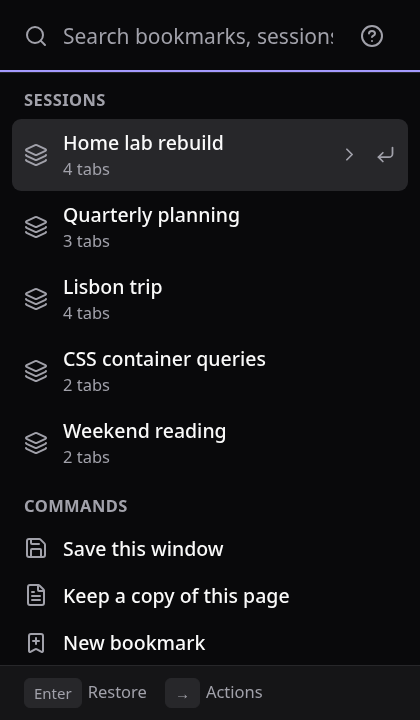 Search bookmarks, sessions
SESSIONS
Home lab rebuild
4 tabs
Quarterly planning
3 tabs
Lisbon trip
4 tabs
CSS container queries
2 tabs
Weekend reading
2 tabs
COMMANDS
Save this window
Keep a copy of this page
New bookmark
Enter Restore → Actions